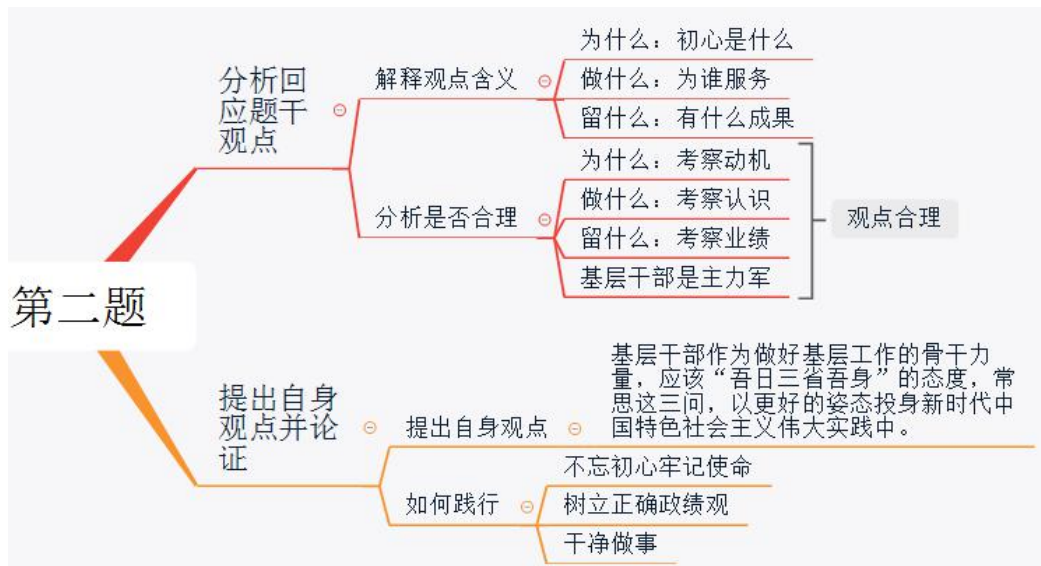 第二题
分析回
应题干
观点
解释观点含义
为什么：初心是什么
做什么：为谁服务
留什么：有什么成果
分析是否合理
为什么：考察动机
做什么：考察认识
留什么：考察业绩
基层干部是主力军
观点合理
提出自身
观点并论
证
提出自身观点
基层干部作为做好基层工作的骨干力
量，应该“吾日三省吾身”的态度，常
思这三问，以更好的姿态投身新时代中
国特色社会主义伟大实践中。
如何践行
不忘初心牢记使命
树立正确政绩观
干净做事